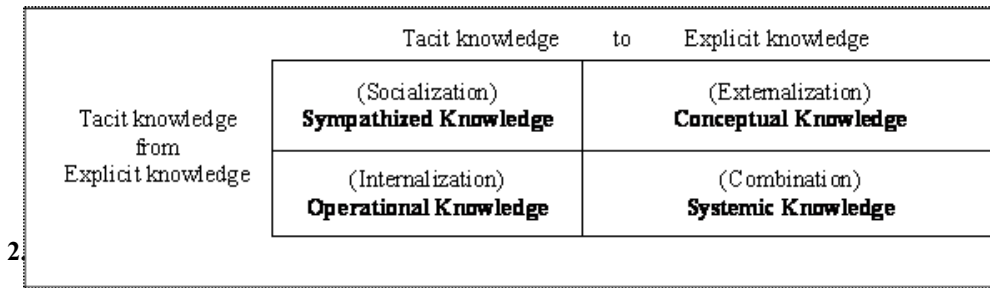 Tacit knowledge to Explicit knowledge
(Socialization) (Externalization)
Sympathized Knowledge Conceptual Knowledge
Tacit knowledge
from
Explicit knowledge
(Internalization) (Combination)
Operational Knowledge Systemic Knowledge
2.